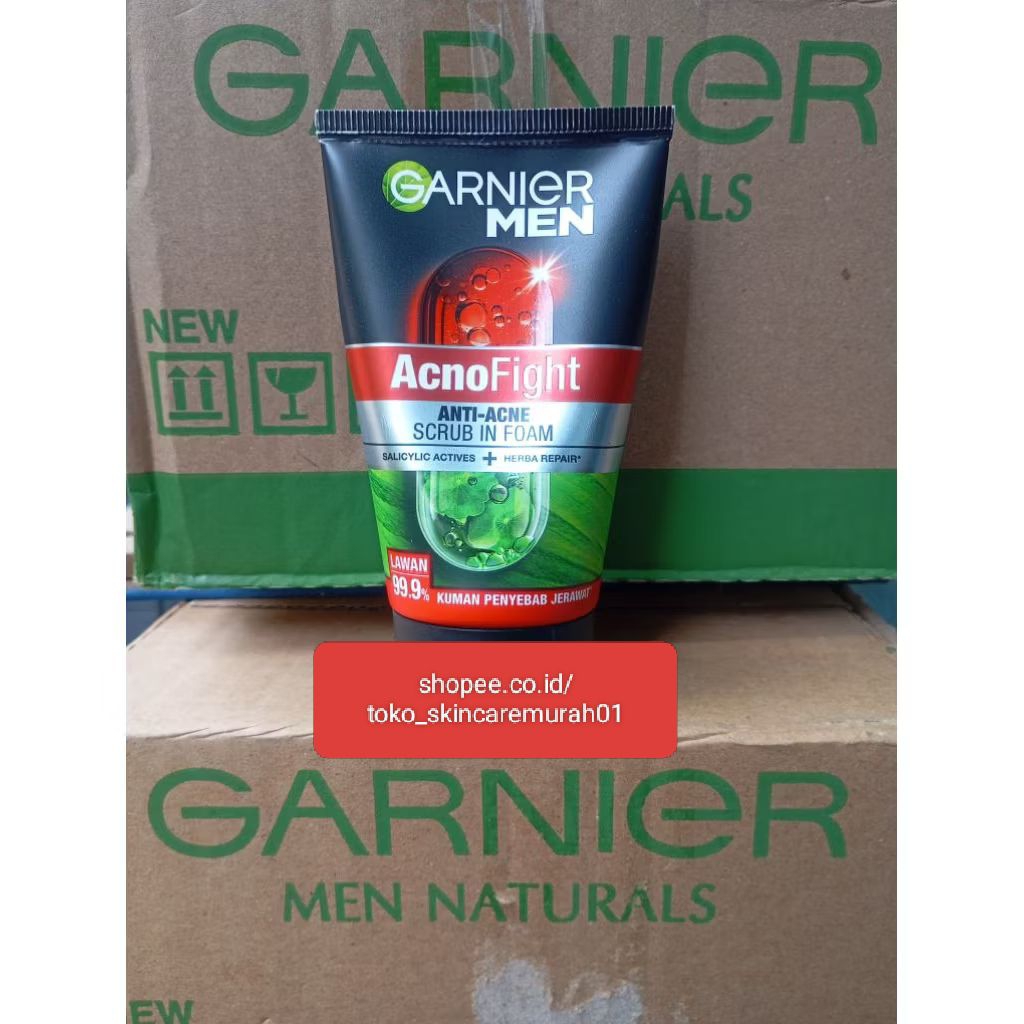 GARNIER
ALS
NEW
GARNIER
MEN
AcnoFight
ANTI-ACNE
SCRUB IN FOAM
SALICYLIC ACTIVES + HERBA REPAIR*
LAWAN
99.9%
KUMAN PENYEBAB JERAWAT*
shopee.co.id/
toko_skincaremurah01
GARNIER
MEN NATURALS
EW